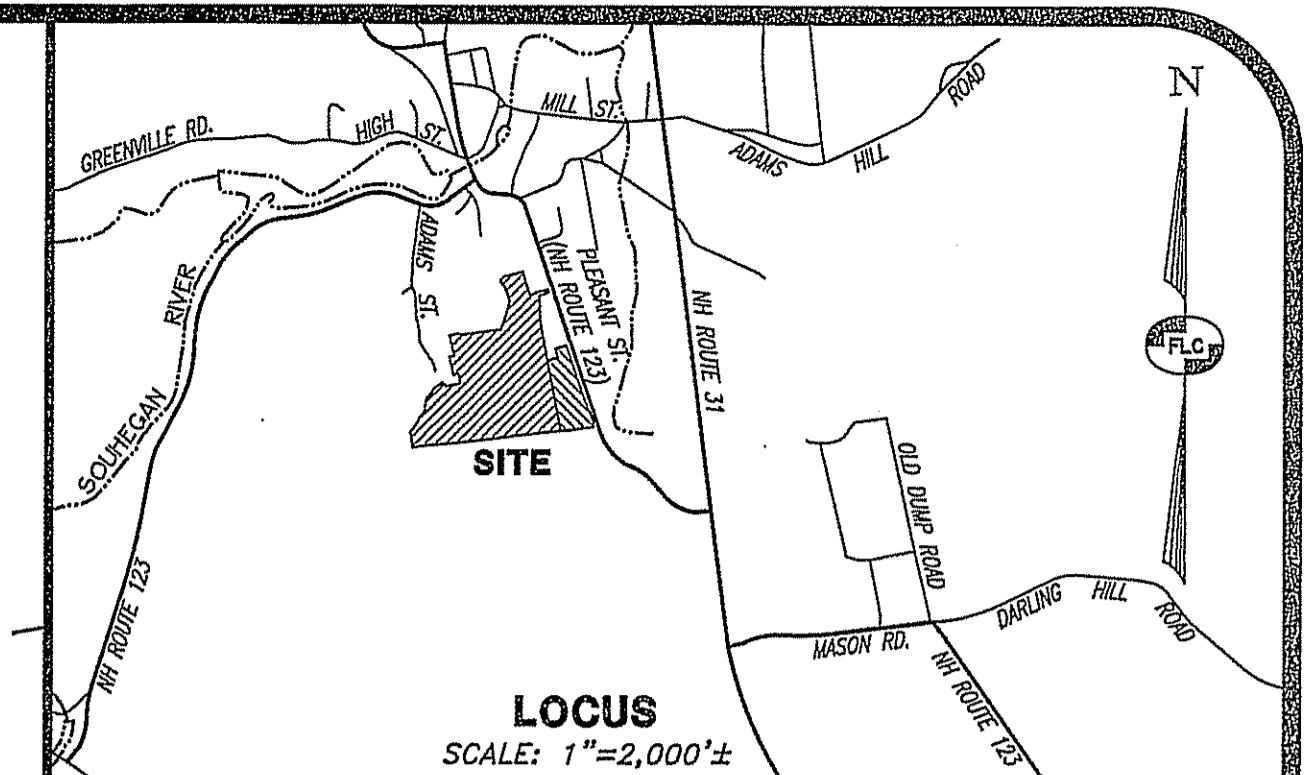 N
GREENVILLE RD.
HIGH ST.
MILL ST.
ADAMS HILL ROAD
ADAMS ST.
PLEASANT ST.
(NH ROUTE 123)
NH ROUTE 31
SOUHEGAN RIVER
FLC
SITE
OLD DUMP ROAD
NH ROUTE 123
MASON RD.
DARLING HILL ROAD
NH ROUTE 123
LOCUS
SCALE: 1"=2,000'±